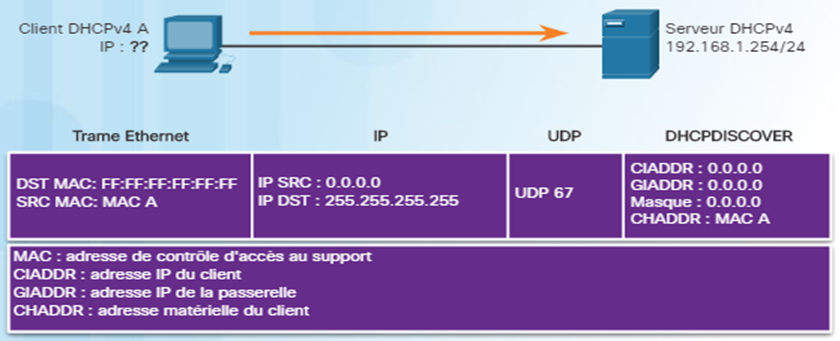 Client DHCPv4 A
IP : ??
Serveur DHCPv4
192.168.1.254/24
Trame Ethernet
IP
UDP
DHCPDISCOVER
DST MAC: FF:FF:FF:FF:FF:FF
SRC MAC: MAC A
IP SRC : 0.0.0.0
IP DST : 255.255.255.255
UDP 67
CIADDR : 0.0.0.0
GIADDR : 0.0.0.0
Masque : 0.0.0.0
CHADDR : MAC A
MAC : adresse de contrôle d'accès au support
CIADDR : adresse IP du client
GIADDR : adresse IP de la passerelle
CHADDR : adresse matérielle du client